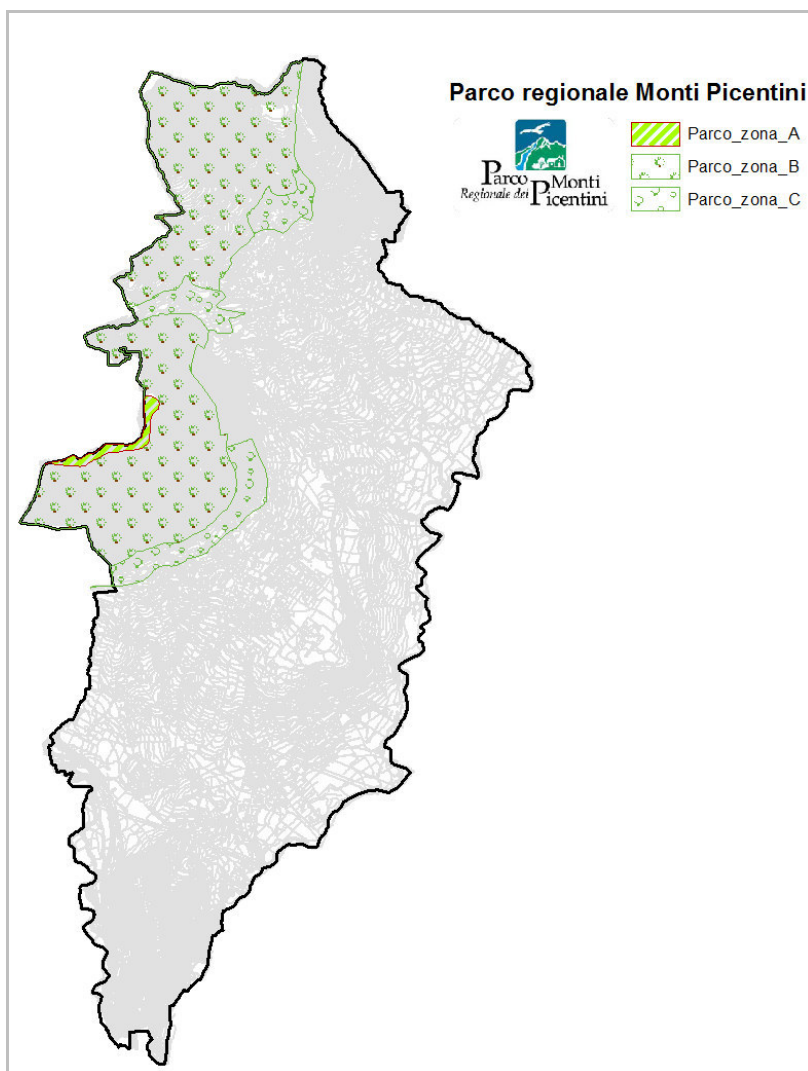 Parco regionale Monti Picentini
Parco Monti
Regionale dei Picentini
Parco_zona_A
Parco_zona_B
Parco_zona_C